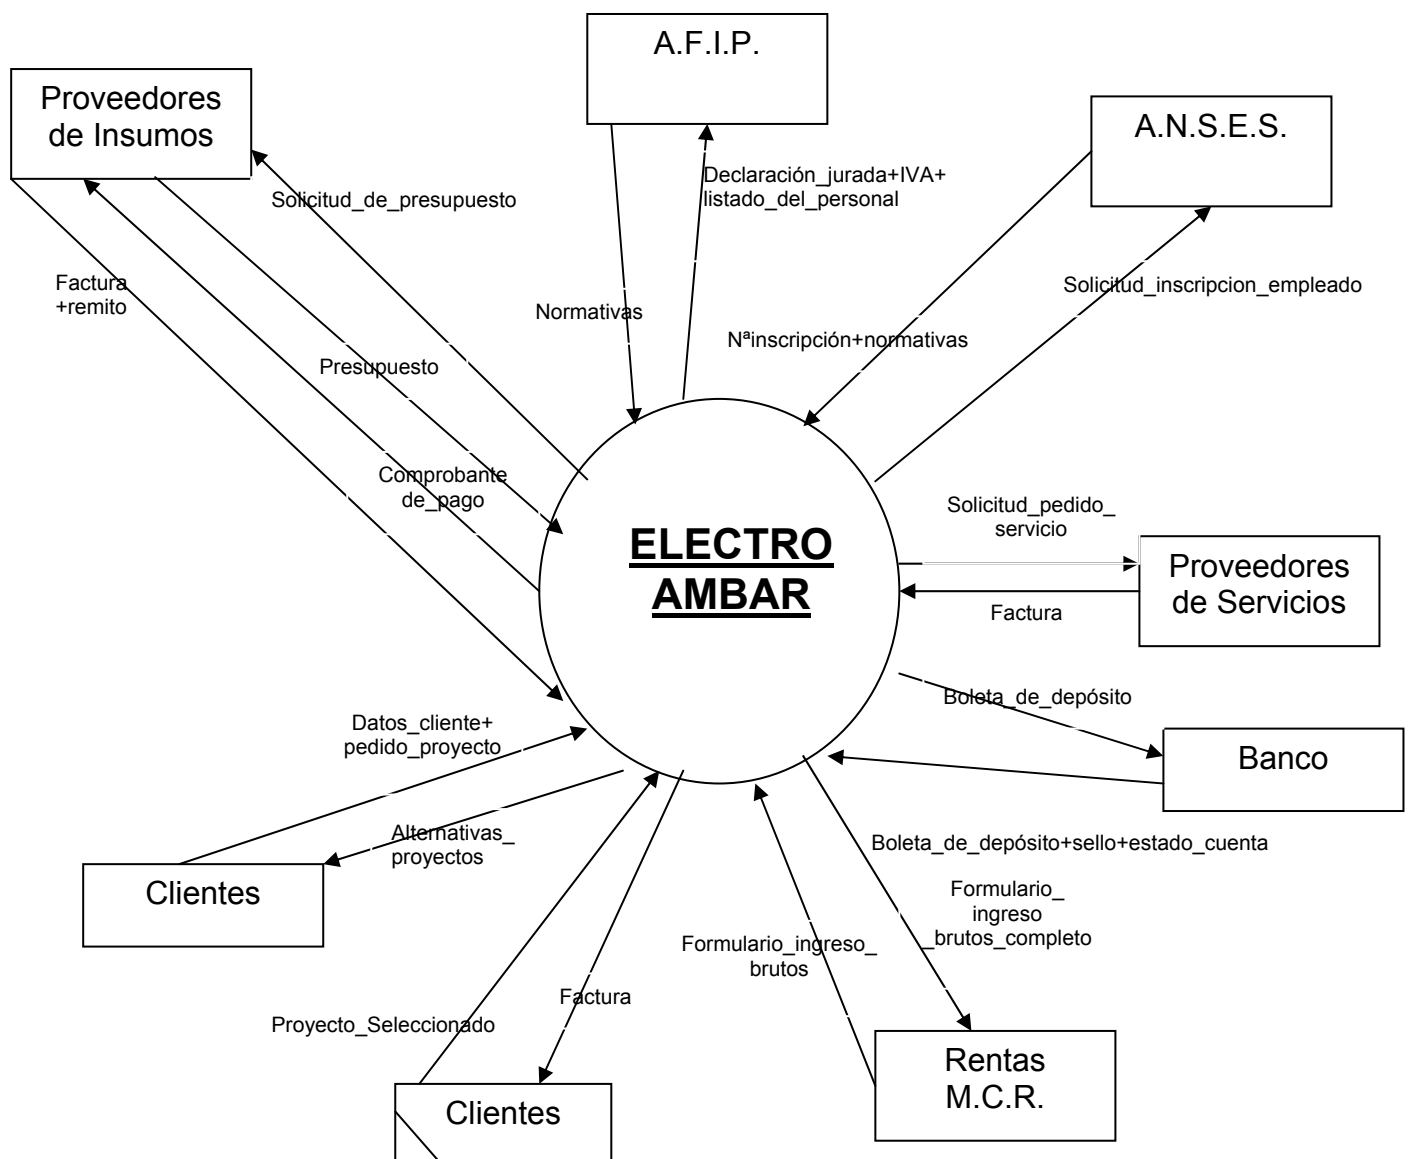 A.F.I.P.
Proveedores
de Insumos
A.N.S.E.S.
Declaración_jurada+IVA+
listado_del_personal
Solicitud_de_presupuesto
Factura
+remito
Solicitud_inscripcion_empleado
Normativas
Nªinscripción+normativas
Presupuesto
Comprobante
de_pago
Solicitud_pedido_
servicio
ELECTRO
AMBAR
Proveedores
de Servicios
Factura
Boleta_de_depósito
Datos_cliente+
pedido_proyecto
Banco
Alternativas_
proyectos
Boleta_de_depósito+sello+estado_cuenta
Clientes
Formulario_
ingreso
_brutos_completo
Formulario_ingreso_
brutos
Factura
Proyecto_Seleccionado
Rentas
M.C.R.
Clientes